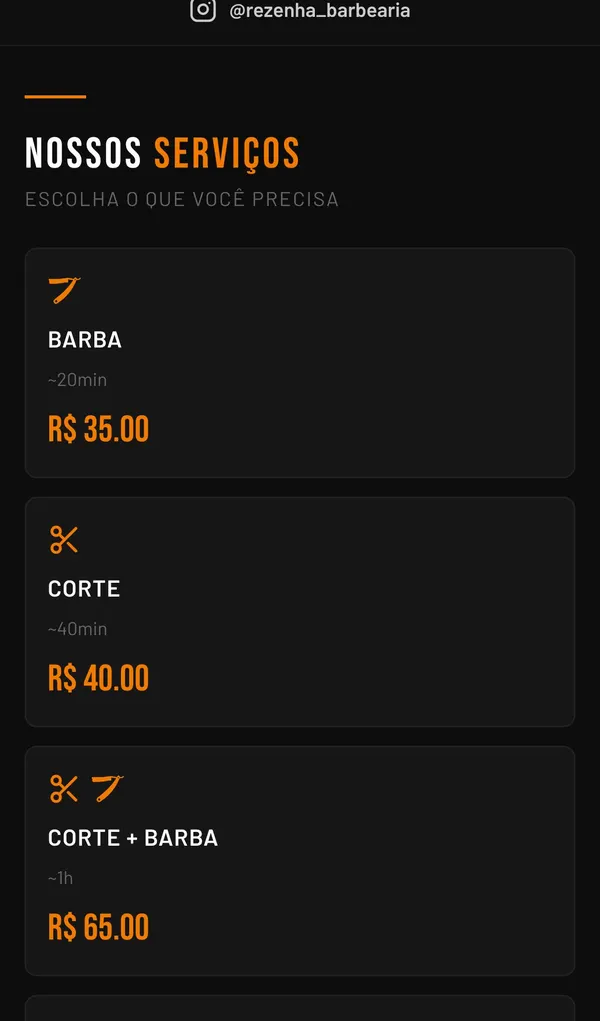 @rezenha_barbearia
NOSSOS SERVIÇOS
ESCOLHA O QUE VOCÊ PRECISA
BARBA
~20min
R$ 35.00
CORTE
~40min
R$ 40.00
CORTE + BARBA
~1h
R$ 65.00